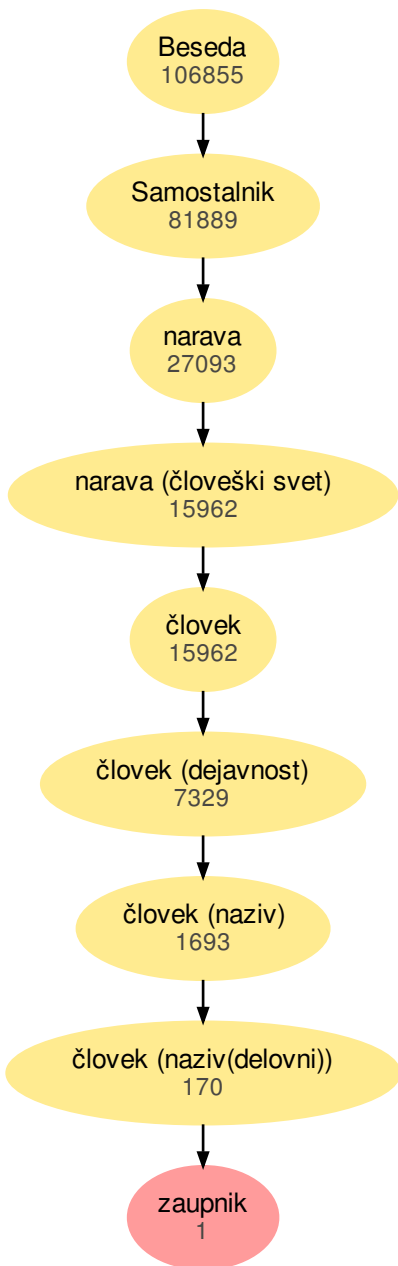 Beseda
106855
Samostalnik
81889
narava
27093
narava (človeški svet)
15962
človek
15962
človek (dejavnost)
7329
človek (naziv)
1693
človek (naziv(delovni))
170
zaupnik
1